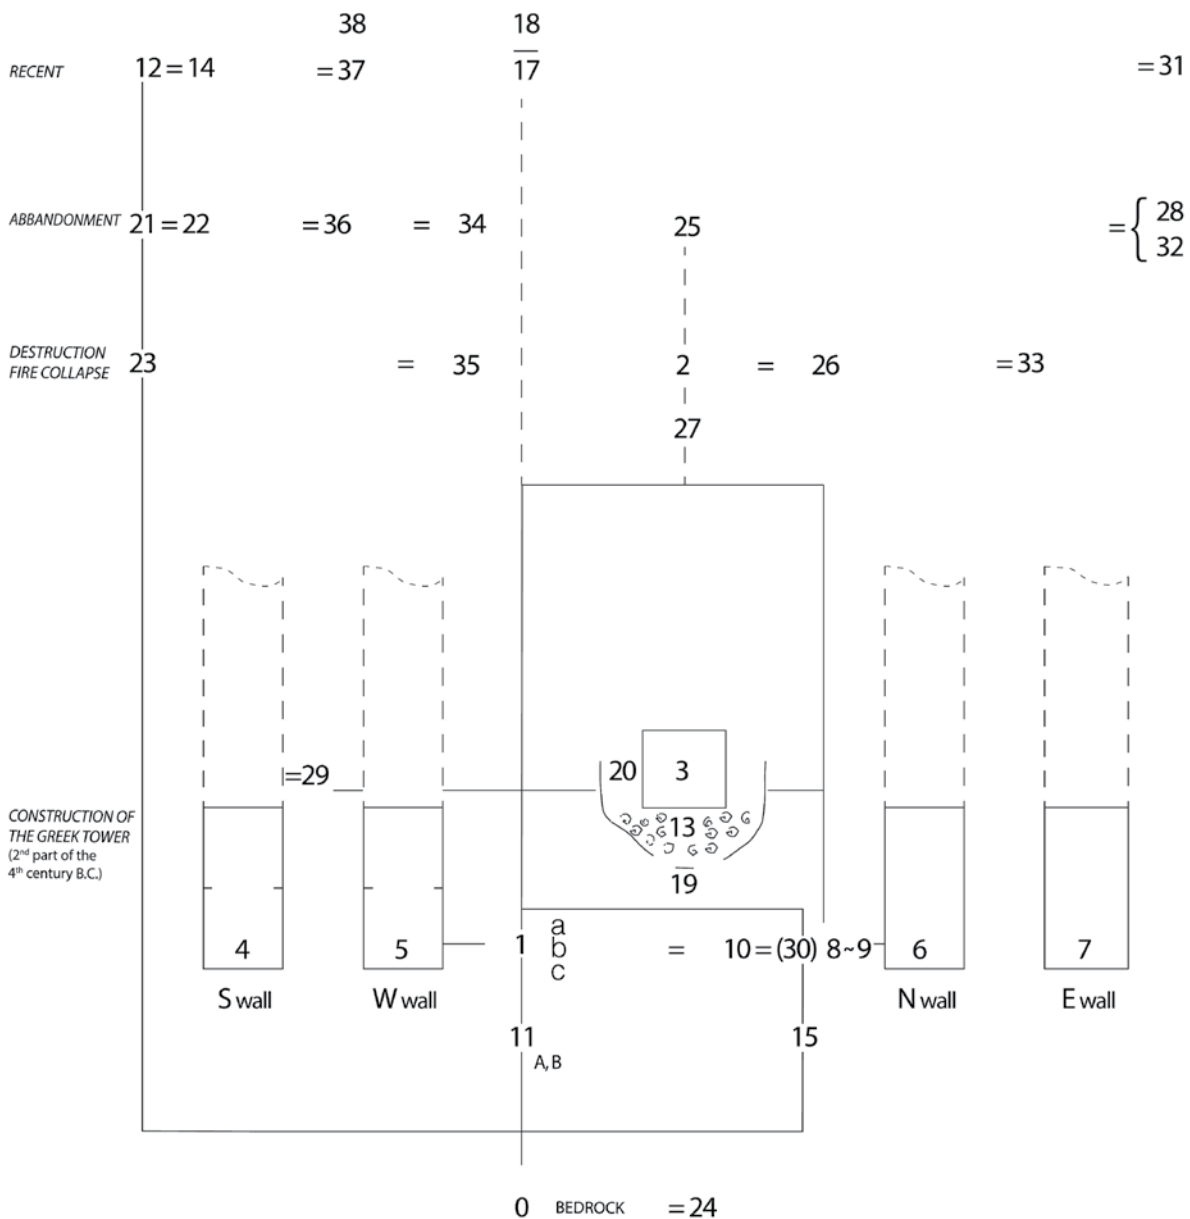 38 18
RECENT 12 = 14 = 37 17 = 31
ABBANDONMENT 21 = 22 = 36 = 34 25 = { 28
32
DESTRUCTION
FIRE COLLAPSE 23 = 35 2 = 26 = 33
27
= 29 20 3
CONSTRUCTION OF
THE GREEK TOWER
(2nd part of the
4th century B.C.)
13
19
a
4 5 1 b = 10 = (30) 8 ~ 9 6 7
c
S wall W wall N wall E wall
11 15
A, B
0 BEDROCK = 24